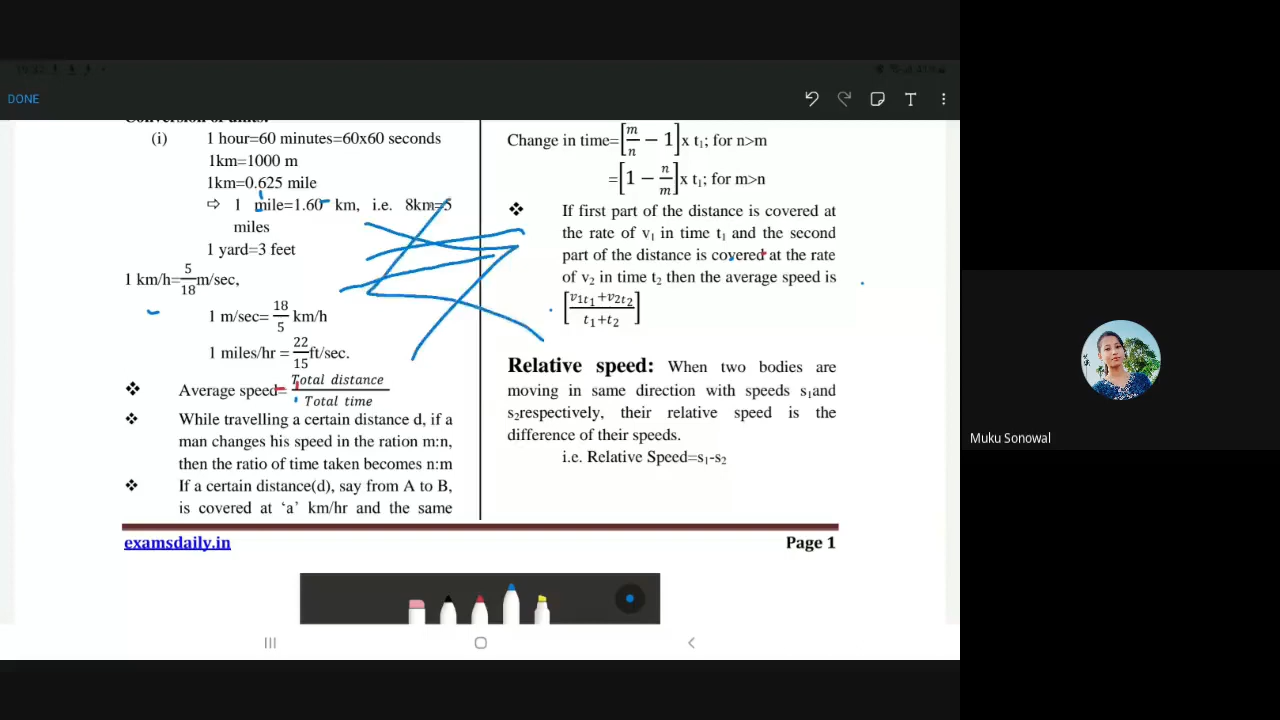 DONE
Conversion of units:
(i) 1 hour=60 minutes=60x60 seconds
1km=1000 m
1km=0.625 mile
⇨ 1 mile=1.60 km, i.e. 8km=5
miles
1 yard=3 feet
1 km/h=5/18m/sec,
1 m/sec= 18/5 km/h
1 miles/hr = 22/15ft/sec.
❖ Average speed= Total distance/Total time
❖ While travelling a certain distance d, if a
man changes his speed in the ration m:n,
then the ratio of time taken becomes n:m
❖ If a certain distance(d), say from A to B,
is covered at ‘a’ km/hr and the same
Change in time=[m/n − 1]x t₁; for n>m
=[1 − n/m]x t₁; for m>n
❖ If first part of the distance is covered at
the rate of v₁ in time t₁ and the second
part of the distance is covered at the rate
of v₂ in time t₂ then the average speed is
[v₁t₁+v₂t₂/t₁+t₂]
Relative speed: When two bodies are
moving in same direction with speeds s₁and
s₂respectively, their relative speed is the
difference of their speeds.
i.e. Relative Speed=s₁-s₂
examsdaily.in Page 1
Muku Sonowal